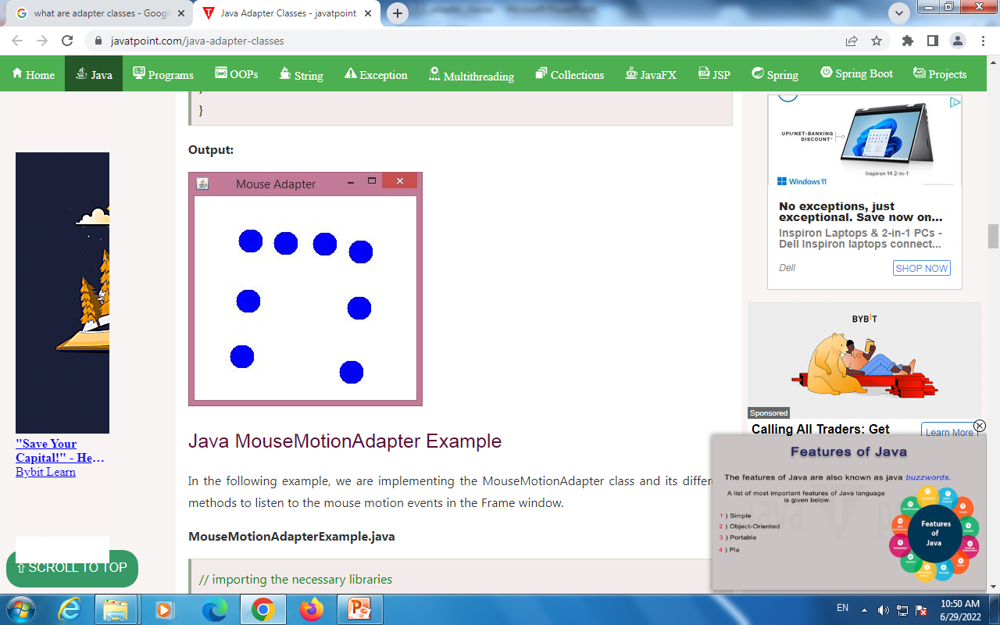 what are adapter classes - Googl
Java Adapter Classes - javatpoint
javatpoint.com/java-adapter-classes
Home
Java
Programs
OOPs
String
Exception
Multithreading
Collections
JavaFX
JSP
Spring
Spring Boot
Projects
}
Output:
Mouse Adapter
Java MouseMotionAdapter Example
In the following example, we are implementing the MouseMotionAdapter class and its differ
methods to listen to the mouse motion events in the Frame window.
MouseMotionAdapterExample.java
// importing the necessary libraries
"Save Your
Capital!" - He…
Bybit Learn
SCROLL TO TOP
UPI/NET-BANKING
DISCOUNT*
Inspiron 14 2-in-1
Windows 11
No exceptions, just
exceptional. Save now on...
Inspiron Laptops & 2-in-1 PCs -
Dell Inspiron laptops connect...
Dell
SHOP NOW
BYBIT
Sponsored
Calling All Traders: Get
Learn More
Features of Java
The features of Java are also known as java buzzwords.
A list of most important features of Java language
is given below.
1 ) Simple
2 ) Object-Oriented
3 ) Portable
4 ) Pla
Features
of
Java
EN
10:50 AM
6/29/2022